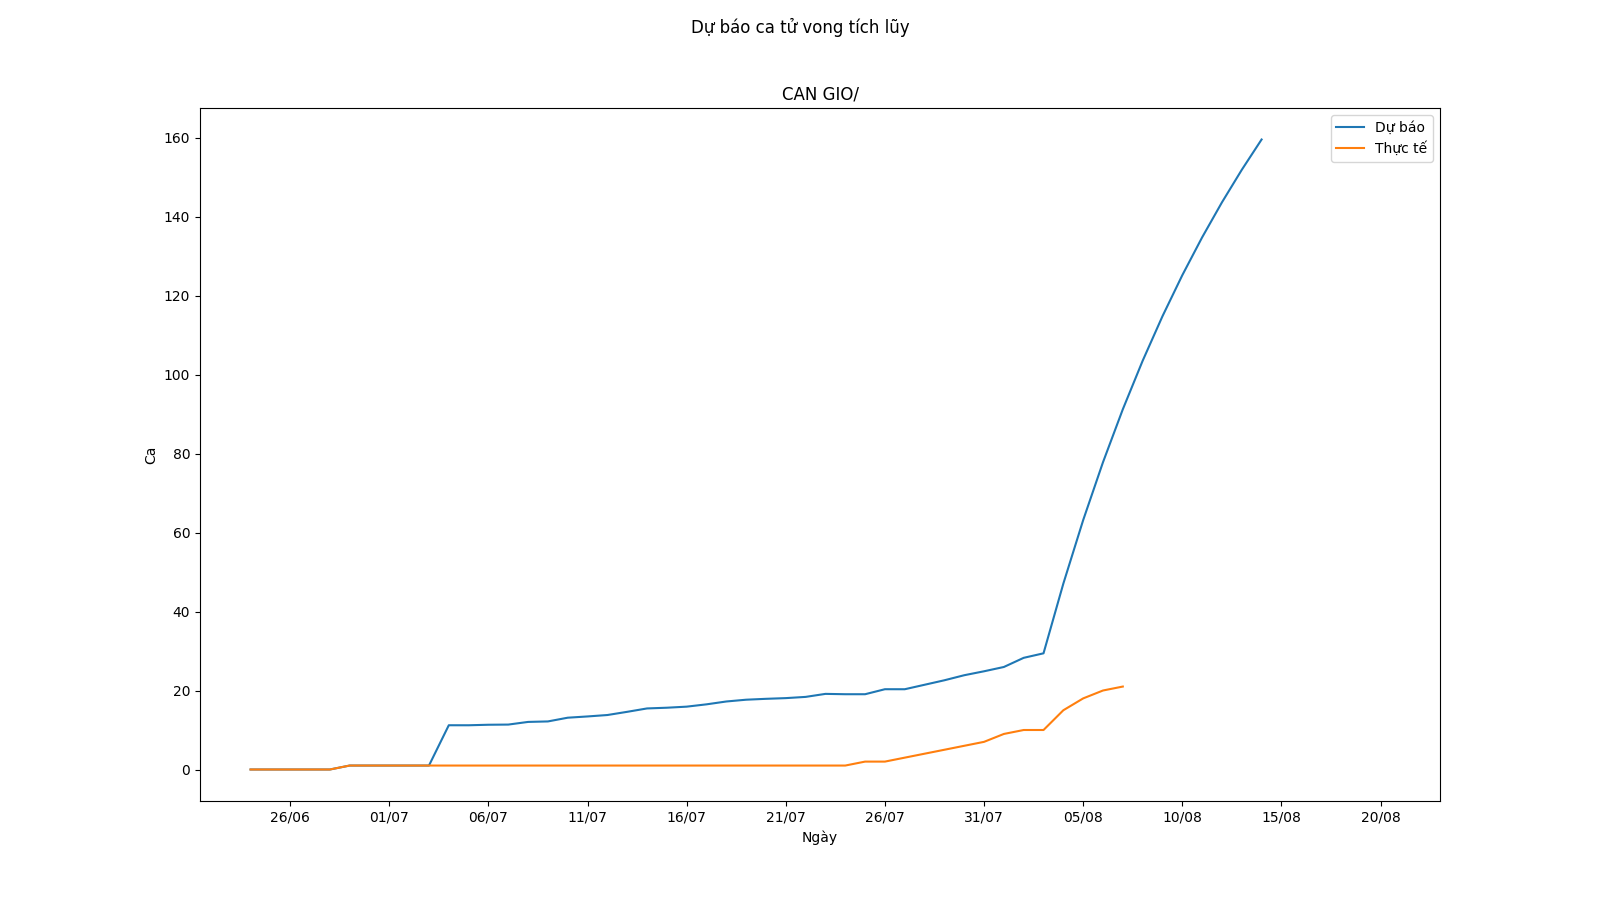 Dự báo ca tử vong tích lũy
CAN GIO/
Dự báo
Thực tế
160
140
120
100
80
60
40
20
0
Ca
26/06 01/07 06/07 11/07 16/07 21/07 26/07 31/07 05/08 10/08 15/08 20/08
Ngày